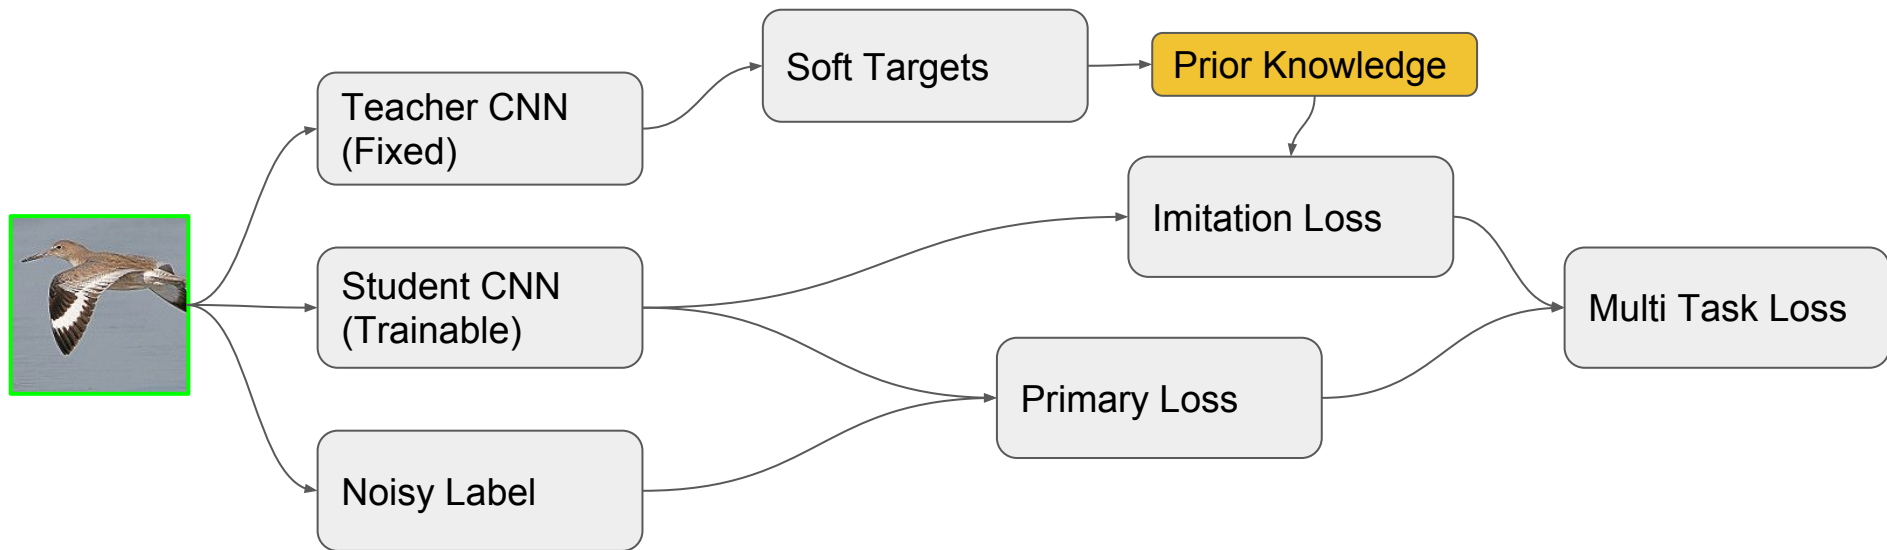 Soft Targets
Prior Knowledge
Teacher CNN
(Fixed)
Imitation Loss
Student CNN
(Trainable)
Multi Task Loss
Primary Loss
Noisy Label